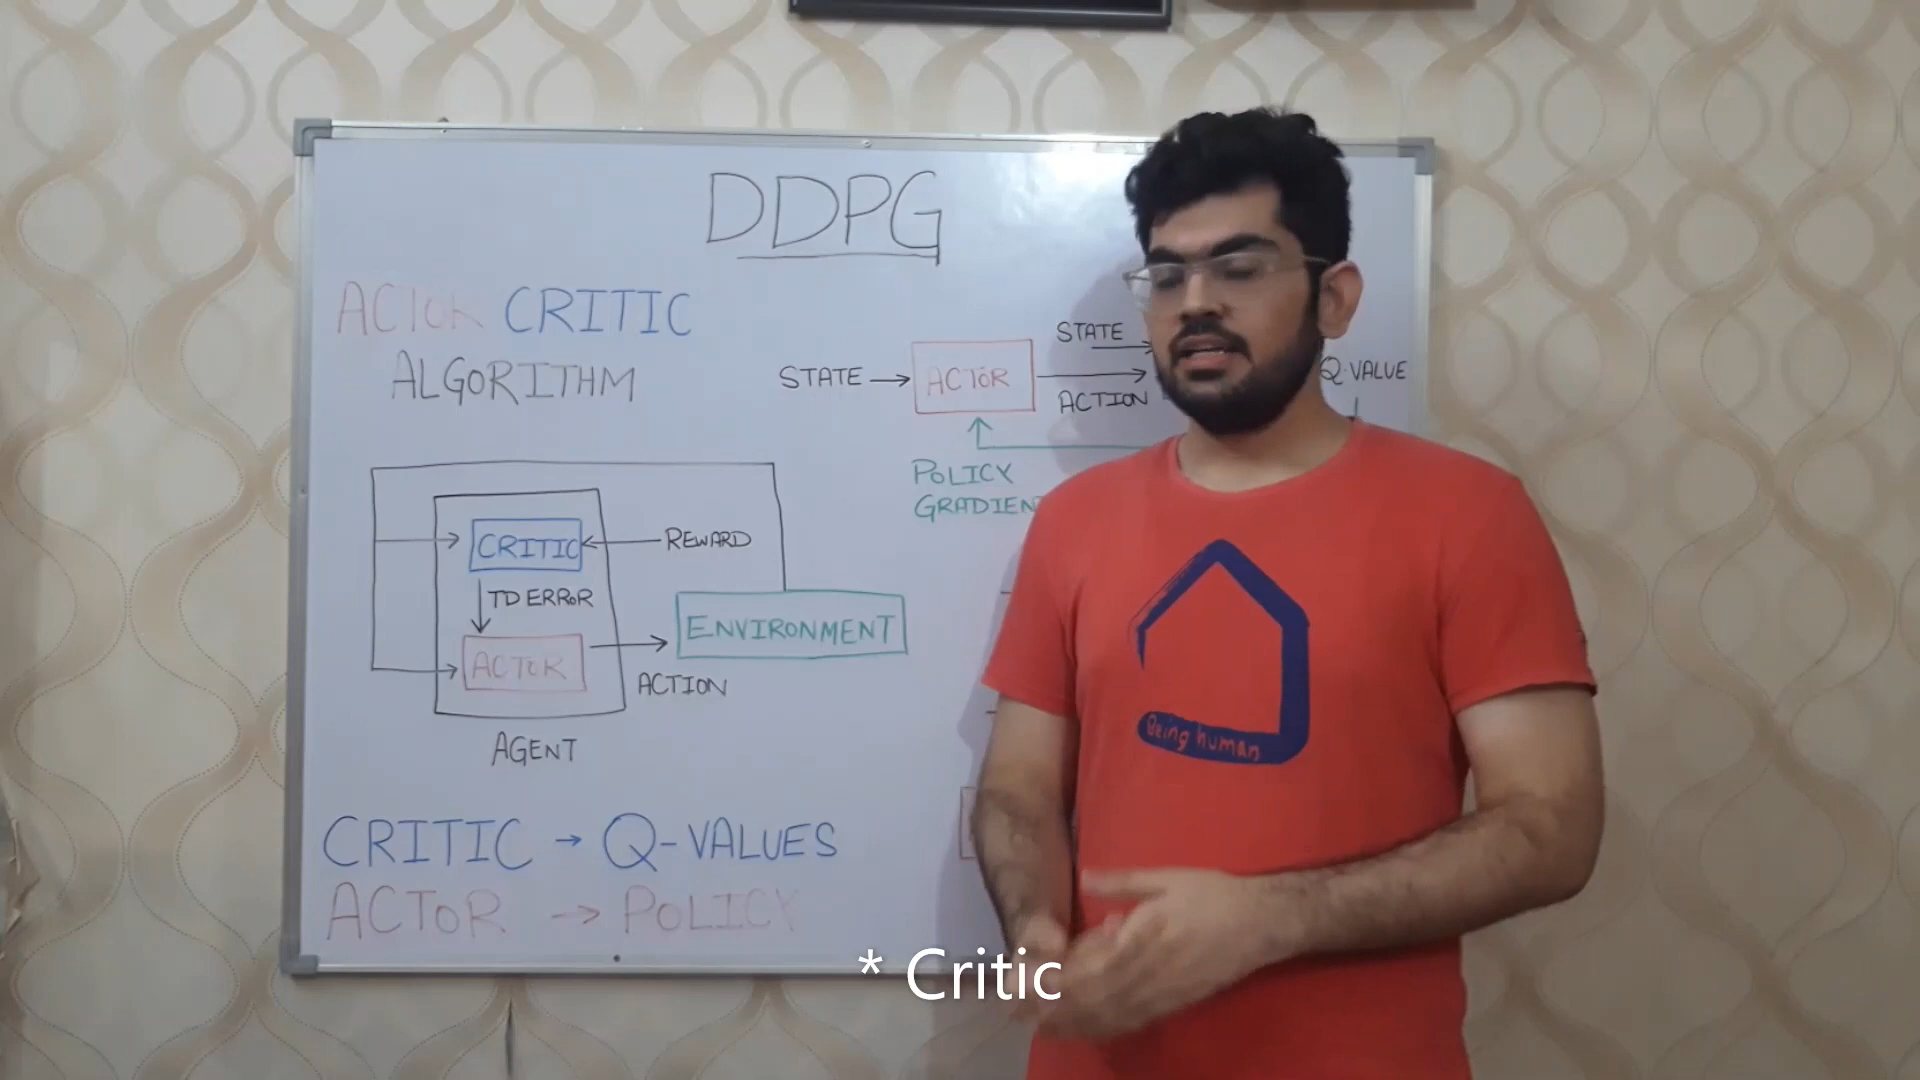 DDPG
ACTOR CRITIC
ALGORITHM
STATE
ACTOR
STATE
ACTION
Q-VALUE
POLICY
GRADIEN
CRITIC
REWARD
TD ERROR
ENVIRONMENT
ACTOR
ACTION
AGENT
CRITIC → Q-VALUES
ACTOR → POLICY
Being human
* Critic